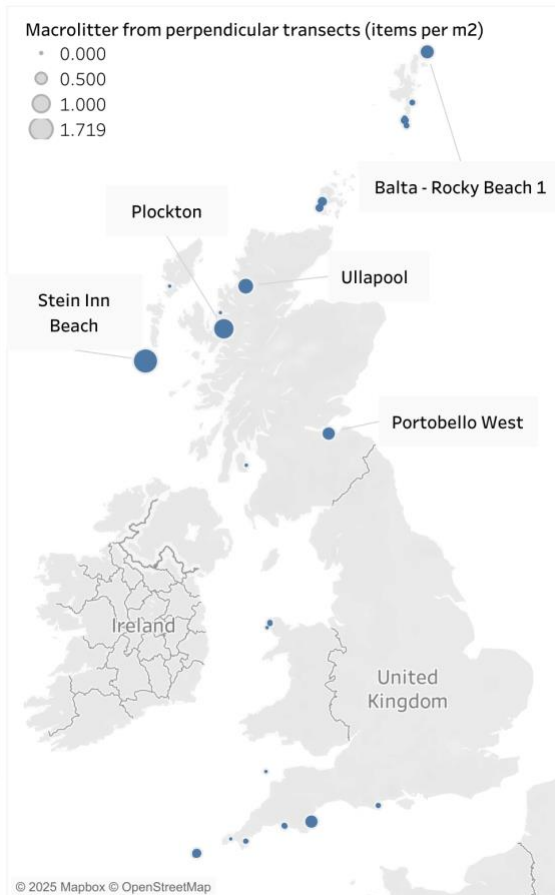 Macrolitter from perpendicular transects (items per m2)
0.000
0.500
1.000
1.719
Balta - Rocky Beach 1
Plockton
Ullapool
Stein Inn
Beach
Portobello West
Ireland
United
Kingdom
© 2025 Mapbox © OpenStreetMap